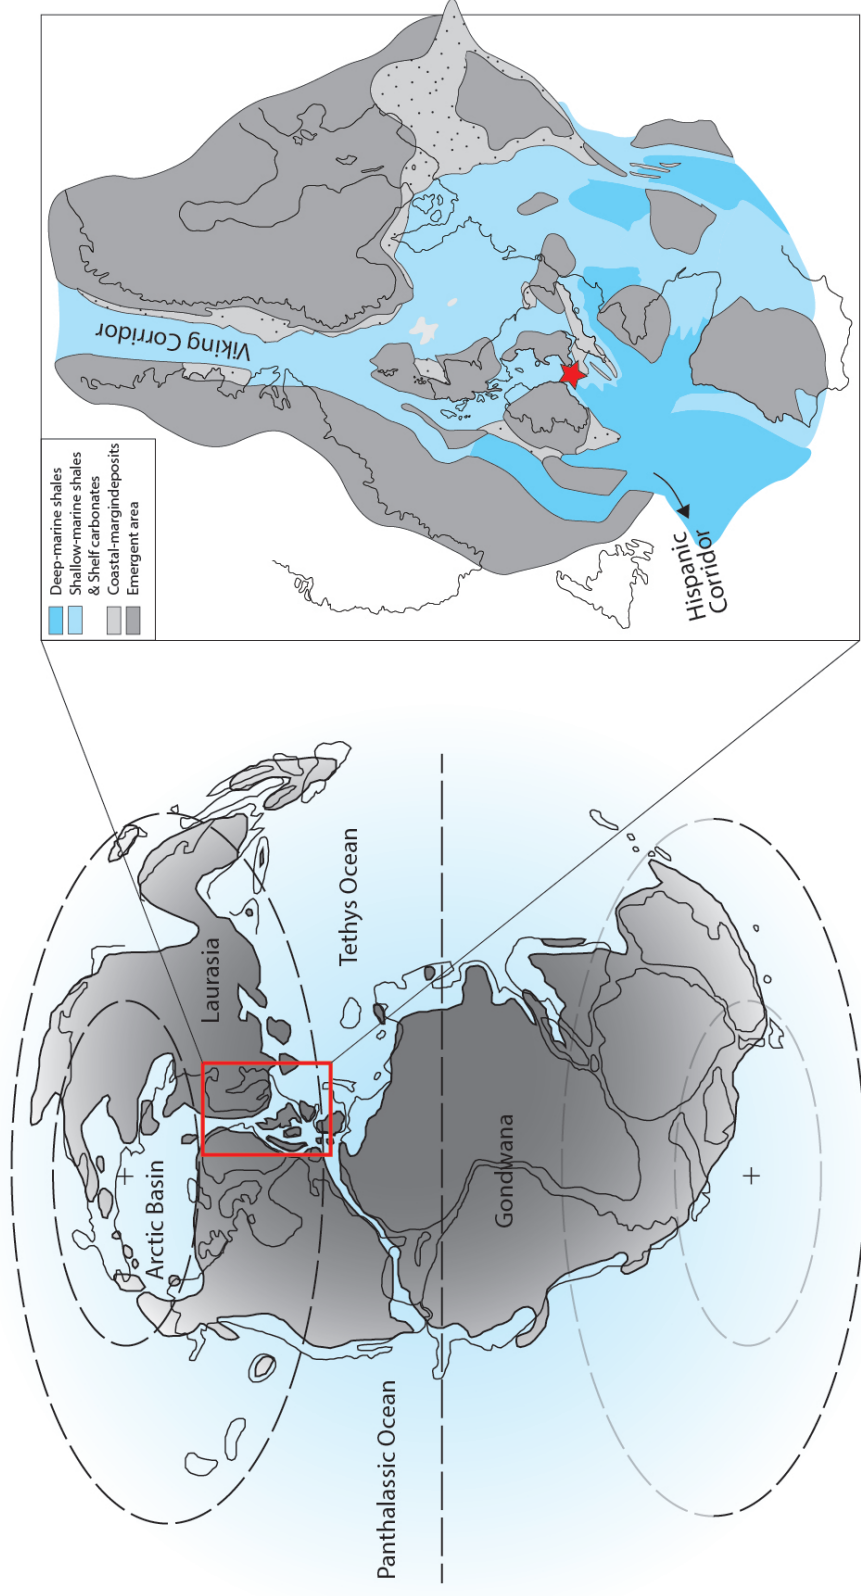 Viking Corridor
Deep-marine shales
Shallow-marine shales
& Shelf carbonates
Coastal-margindeposits
Emergent area
Hispanic
Corridor
Laurasia
Tethys Ocean
Arctic Basin
Gondwana
Panthalassic Ocean